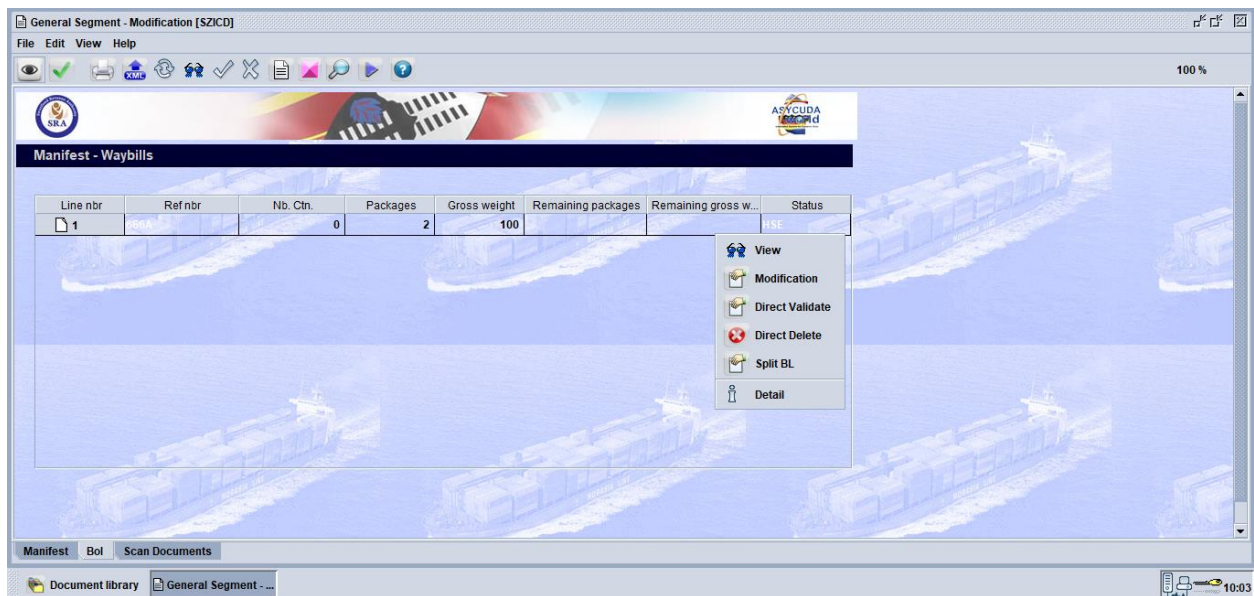 General Segment - Modification [SZICD]
File Edit View Help
XML
100 %
SRA
ASYCUDA
World
Manifest - Waybills
Line nbr Ref nbr Nb. Ctn. Packages Gross weight Remaining packages Remaining gross w... Status
1 666A 0 2 100 HSE
View
Modification
Direct Validate
Direct Delete
Split BL
Detail
Manifest Bol Scan Documents
Document library General Segment - ...
10:03